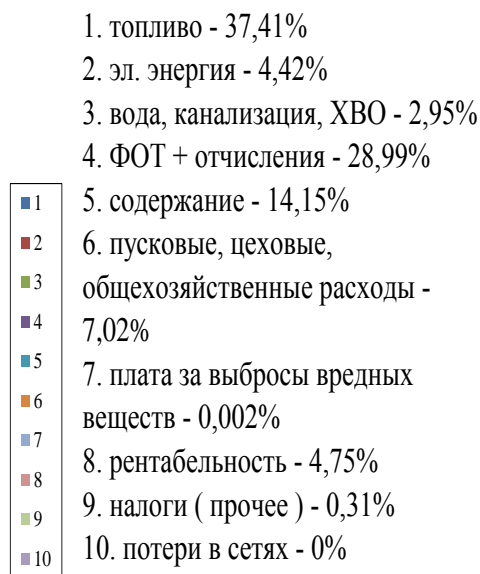 1. топливо - 37,41%
2. эл. энергия - 4,42%
3. вода, канализация, ХВО - 2,95%
4. ФОТ + отчисления - 28,99%
5. содержание - 14,15%
6. пусковые, цеховые,
общехозяйственные расходы -
7,02%
7. плата за выбросы вредных
веществ - 0,002%
8. рентабельность - 4,75%
9. налоги ( прочее ) - 0,31%
10. потери в сетях - 0%
1
2
3
4
5
6
7
8
9
10